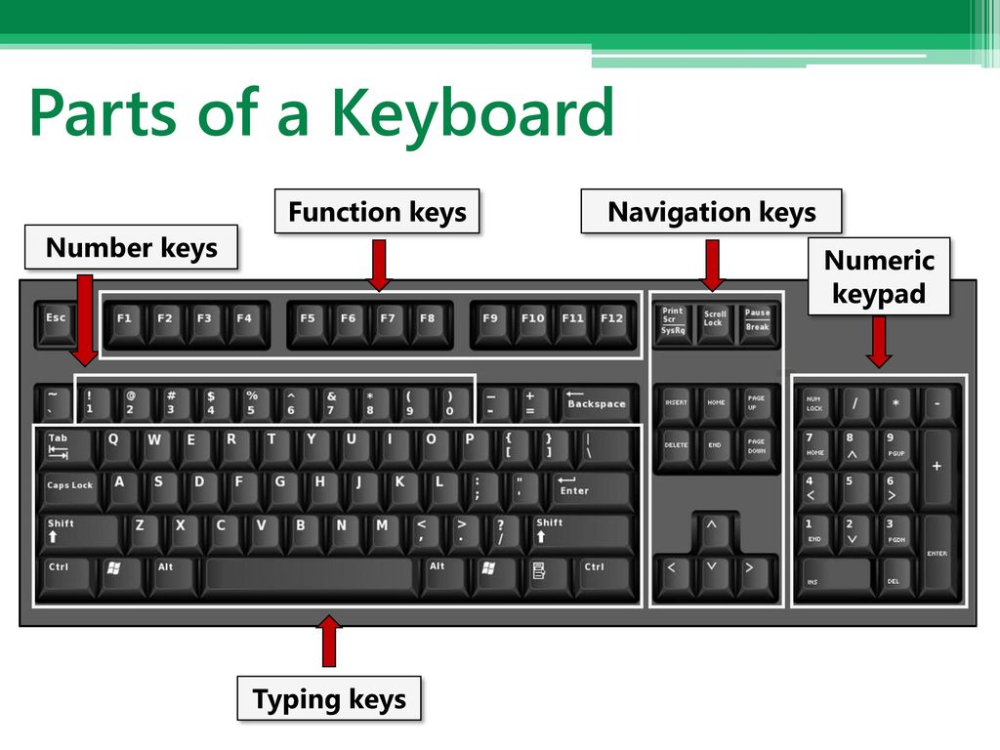 Parts of a Keyboard
Function keys
Navigation keys
Number keys
Numeric
keypad
Esc F1 F2 F3 F4 F5 F6 F7 F8 F9 F10 F11 F12
Print
Scr
SysRq
Scroll
Lock
Pause
Break
~ ! @ # $ % ^ & * ( ) — +
` 1 2 3 4 5 6 7 8 9 0 - =
Backspace
INSERT HOME PAGE
UP
NUM
LOCK
/ * -
Tab Q W E R T Y U I O P { } |
[ ] \
DELETE END PAGE
DOWN
7 8 9
HOME ^ PGUP
+
Caps Lock A S D F G H J K L : "
; '
Enter
4 5 6
< >
Shift Z X C V B N M < > ?
, . /
Shift
^
1 2 3
END v PGDN
ENTER
Ctrl Alt Alt Ctrl
< v >
INS DEL
Typing keys